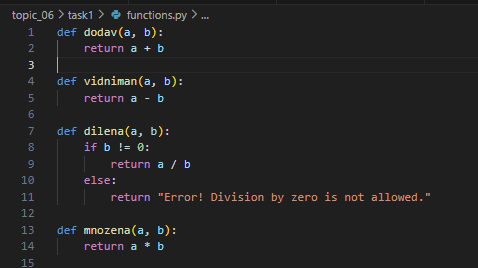 topic_06 > task1 > functions.py > ...
1 def dodav(a, b):
2     return a + b
3
4 def vidniman(a, b):
5     return a - b
6
7 def dilena(a, b):
8     if b != 0:
9         return a / b
10     else:
11         return "Error! Division by zero is not allowed."
12
13 def mnozena(a, b):
14     return a * b
15